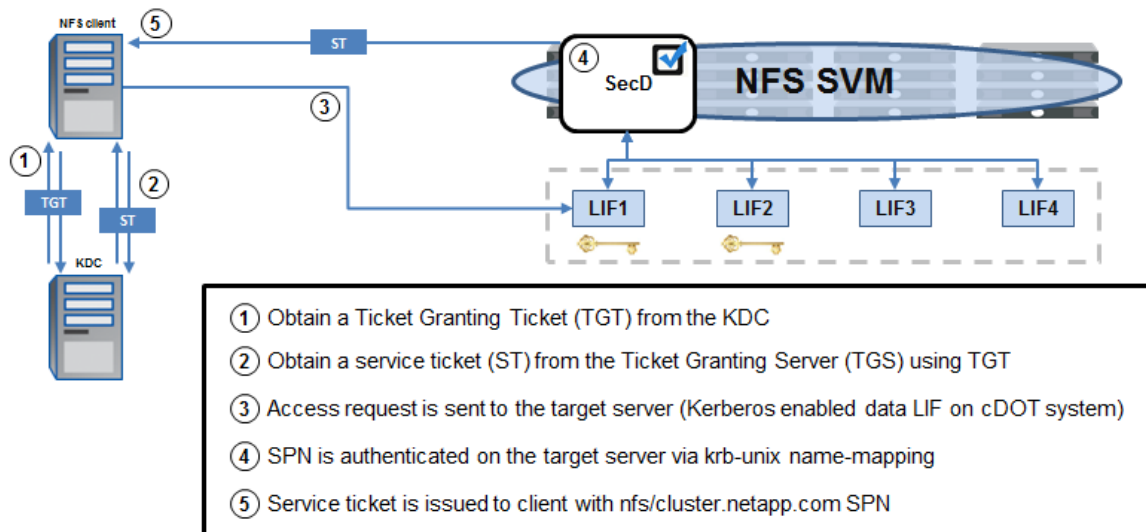 NFS client
5
ST
4
SecD
NFS SVM
3
1
TGT
2
ST
LIF1
LIF2
LIF3
LIF4
KDC
1 Obtain a Ticket Granting Ticket (TGT) from the KDC
2 Obtain a service ticket (ST) from the Ticket Granting Server (TGS) using TGT
3 Access request is sent to the target server (Kerberos enabled data LIF on cDOT system)
4 SPN is authenticated on the target server via krb-unix name-mapping
5 Service ticket is issued to client with nfs/cluster.netapp.com SPN